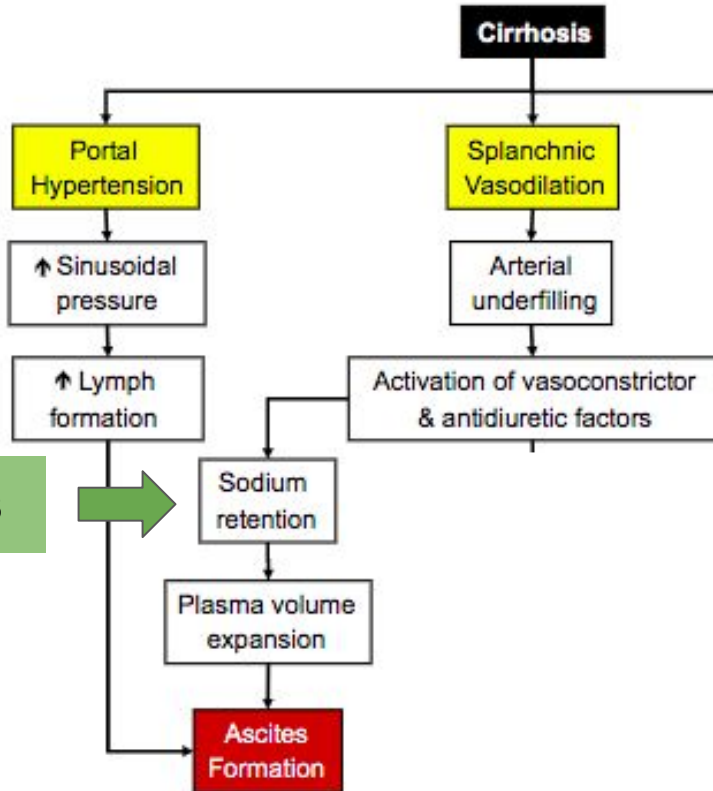 Cirrhosis
Portal
Hypertension
Splanchnic
Vasodilation
↑ Sinusoidal
pressure
Arterial
underfilling
↑ Lymph
formation
Activation of vasoconstrictor
& antidiuretic factors
Sodium
retention
Plasma volume
expansion
Ascites
Formation